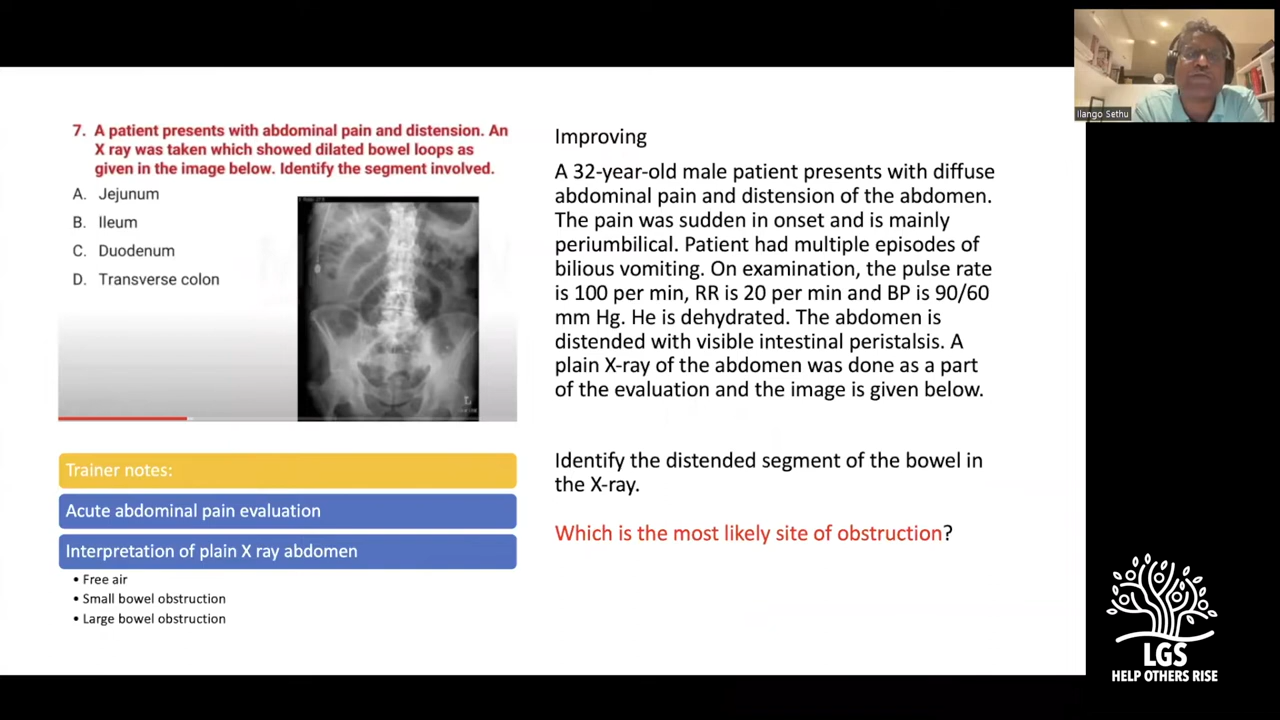 Ilango Sethu
7. A patient presents with abdominal pain and distension. An
X ray was taken which showed dilated bowel loops as
given in the image below. Identify the segment involved.
A. Jejunum
B. Ileum
C. Duodenum
D. Transverse colon
L
Trainer notes:
Acute abdominal pain evaluation
Interpretation of plain X ray abdomen
• Free air
• Small bowel obstruction
• Large bowel obstruction
Improving
A 32-year-old male patient presents with diffuse
abdominal pain and distension of the abdomen.
The pain was sudden in onset and is mainly
periumbilical. Patient had multiple episodes of
bilious vomiting. On examination, the pulse rate
is 100 per min, RR is 20 per min and BP is 90/60
mm Hg. He is dehydrated. The abdomen is
distended with visible intestinal peristalsis. A
plain X-ray of the abdomen was done as a part
of the evaluation and the image is given below.
Identify the distended segment of the bowel in
the X-ray.
Which is the most likely site of obstruction?
LGS
HELP OTHERS RISE